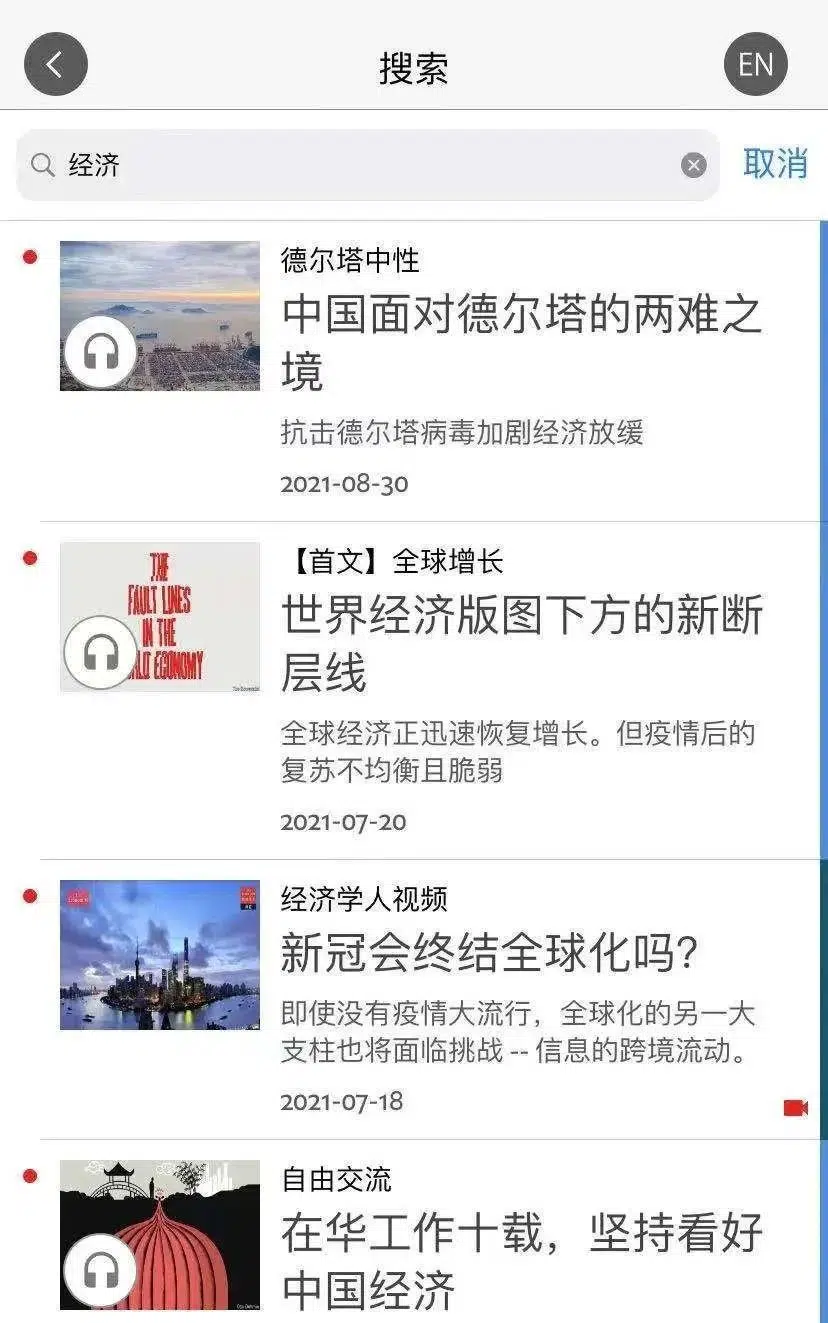 搜索
EN
经济
取消
德尔塔中性
中国面对德尔塔的两难之
境
抗击德尔塔病毒加剧经济放缓
2021-08-30
【首文】全球增长
THE
FAULT LINES
IN THE
ECONOMY
世界经济版图下方的新断
层线
全球经济正迅速恢复增长。但疫情后的
复苏不均衡且脆弱
2021-07-20
经济学人视频
新冠会终结全球化吗?
即使没有疫情大流行，全球化的另一大
支柱也将面临挑战 -- 信息的跨境流动。
2021-07-18
自由交流
在华工作十载，坚持看好
中国经济